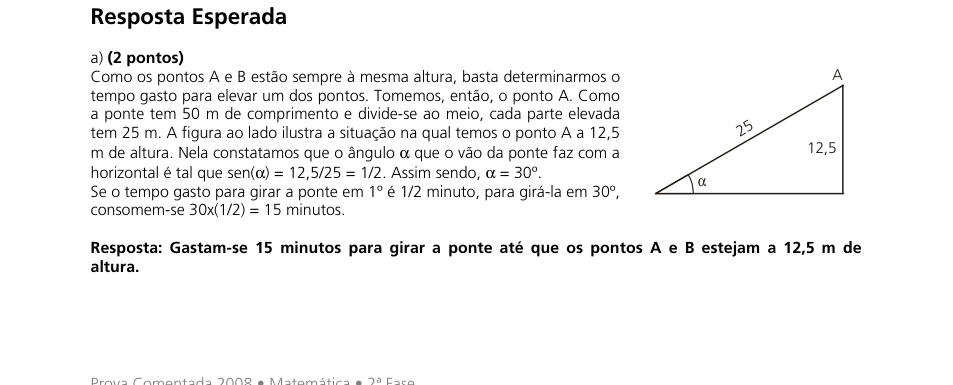 Resposta Esperada
a) (2 pontos)
Como os pontos A e B estão sempre à mesma altura, basta determinarmos o
tempo gasto para elevar um dos pontos. Tomemos, então, o ponto A. Como
a ponte tem 50 m de comprimento e divide-se ao meio, cada parte elevada
tem 25 m. A figura ao lado ilustra a situação na qual temos o ponto A a 12,5
m de altura. Nela constatamos que o ângulo α que o vão da ponte faz com a
horizontal é tal que sen(α) = 12,5/25 = 1/2. Assim sendo, α = 30º.
Se o tempo gasto para girar a ponte em 1º é 1/2 minuto, para girá-la em 30º,
consomem-se 30x(1/2) = 15 minutos.
A
25
12,5
α
Resposta: Gastam-se 15 minutos para girar a ponte até que os pontos A e B estejam a 12,5 m de
altura.
Prova Comentada 2008 • Matemática • 2ª Fase